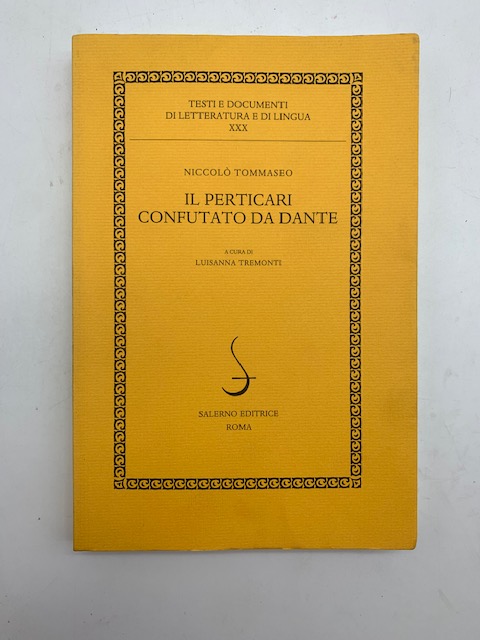 TESTI E DOCUMENTI
DI LETTERATURA E DI LINGUA
XXX
NICCOLÒ TOMMASEO
IL PERTICARI
CONFUTATO DA DANTE
A CURA DI
LUISANNA TREMONTI
SALERNO EDITRICE
ROMA